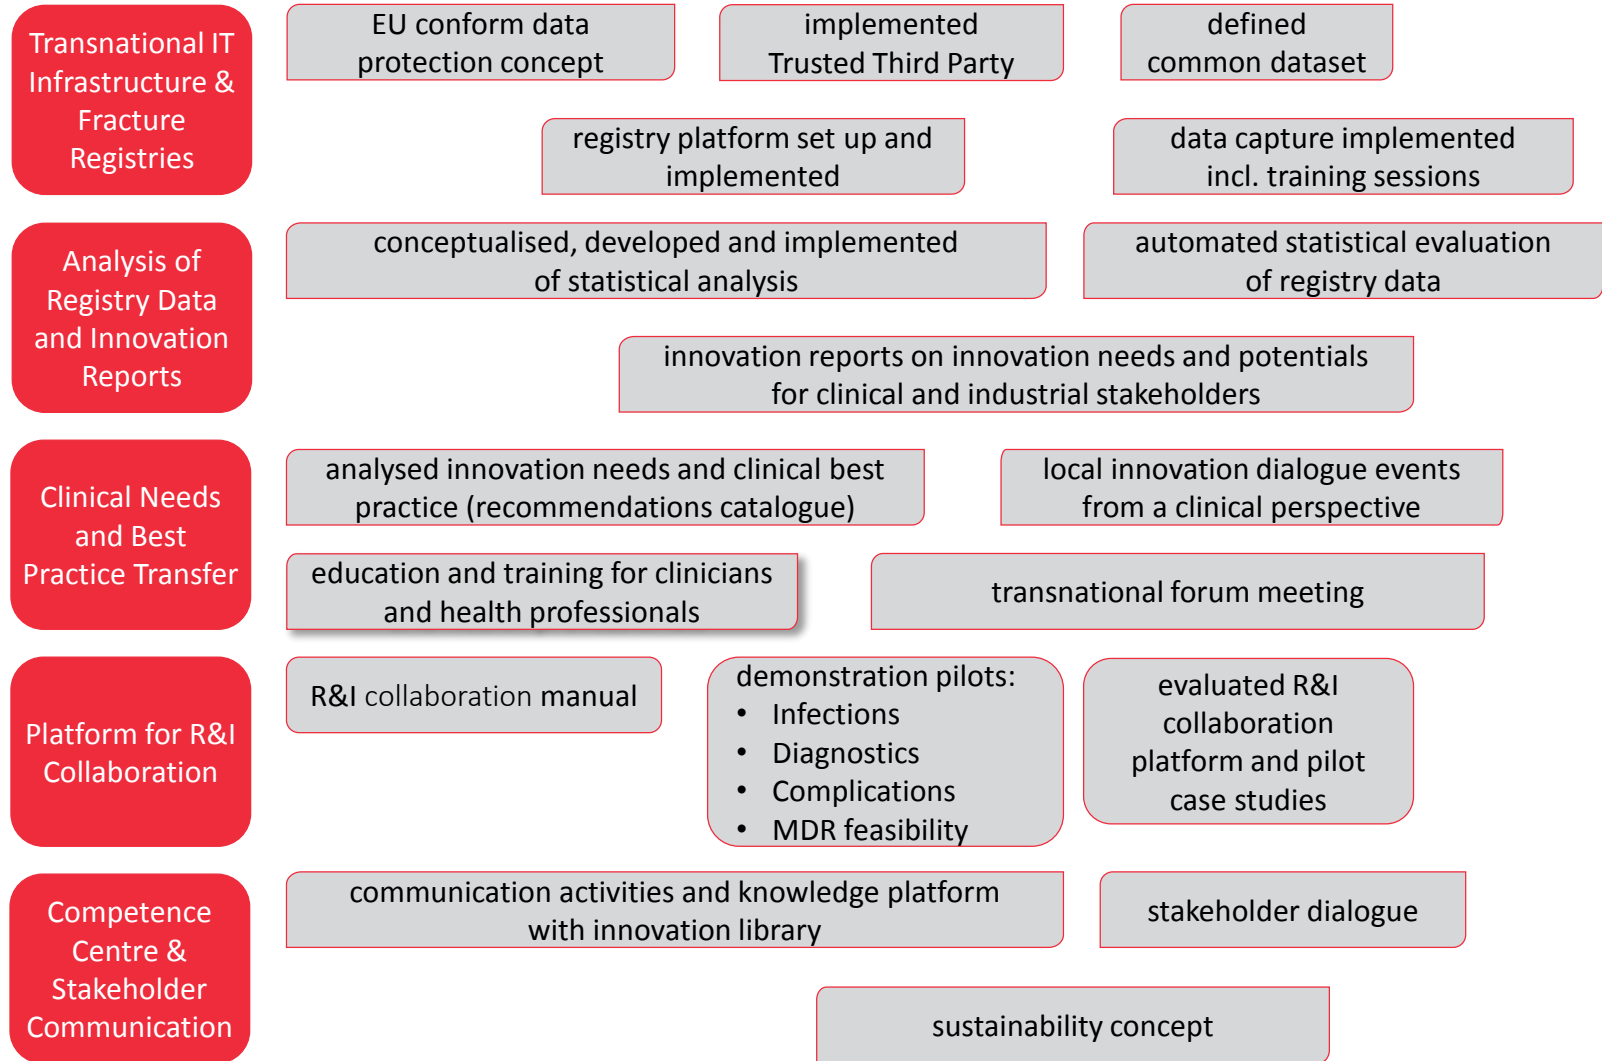 Transnational IT
Infrastructure &
Fracture
Registries
EU conform data
protection concept
implemented
Trusted Third Party
defined
common dataset
registry platform set up and
implemented
data capture implemented
incl. training sessions
Analysis of
Registry Data
and Innovation
Reports
conceptualised, developed and implemented
of statistical analysis
automated statistical evaluation
of registry data
innovation reports on innovation needs and potentials
for clinical and industrial stakeholders
Clinical Needs
and Best
Practice Transfer
analysed innovation needs and clinical best
practice (recommendations catalogue)
local innovation dialogue events
from a clinical perspective
education and training for clinicians
and health professionals
transnational forum meeting
Platform for R&I
Collaboration
R&I collaboration manual
demonstration pilots:
• Infections
• Diagnostics
• Complications
• MDR feasibility
evaluated R&I
collaboration
platform and pilot
case studies
Competence
Centre &
Stakeholder
Communication
communication activities and knowledge platform
with innovation library
stakeholder dialogue
sustainability concept